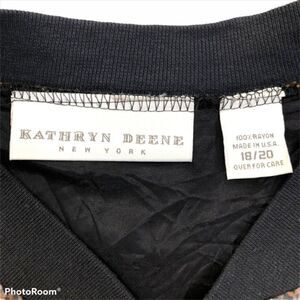 KATHRYN DEENE
NEW YORK
100% RAYON
MADE IN U.S.A.
18/20
OVER FOR CARE
PhotoRoom®